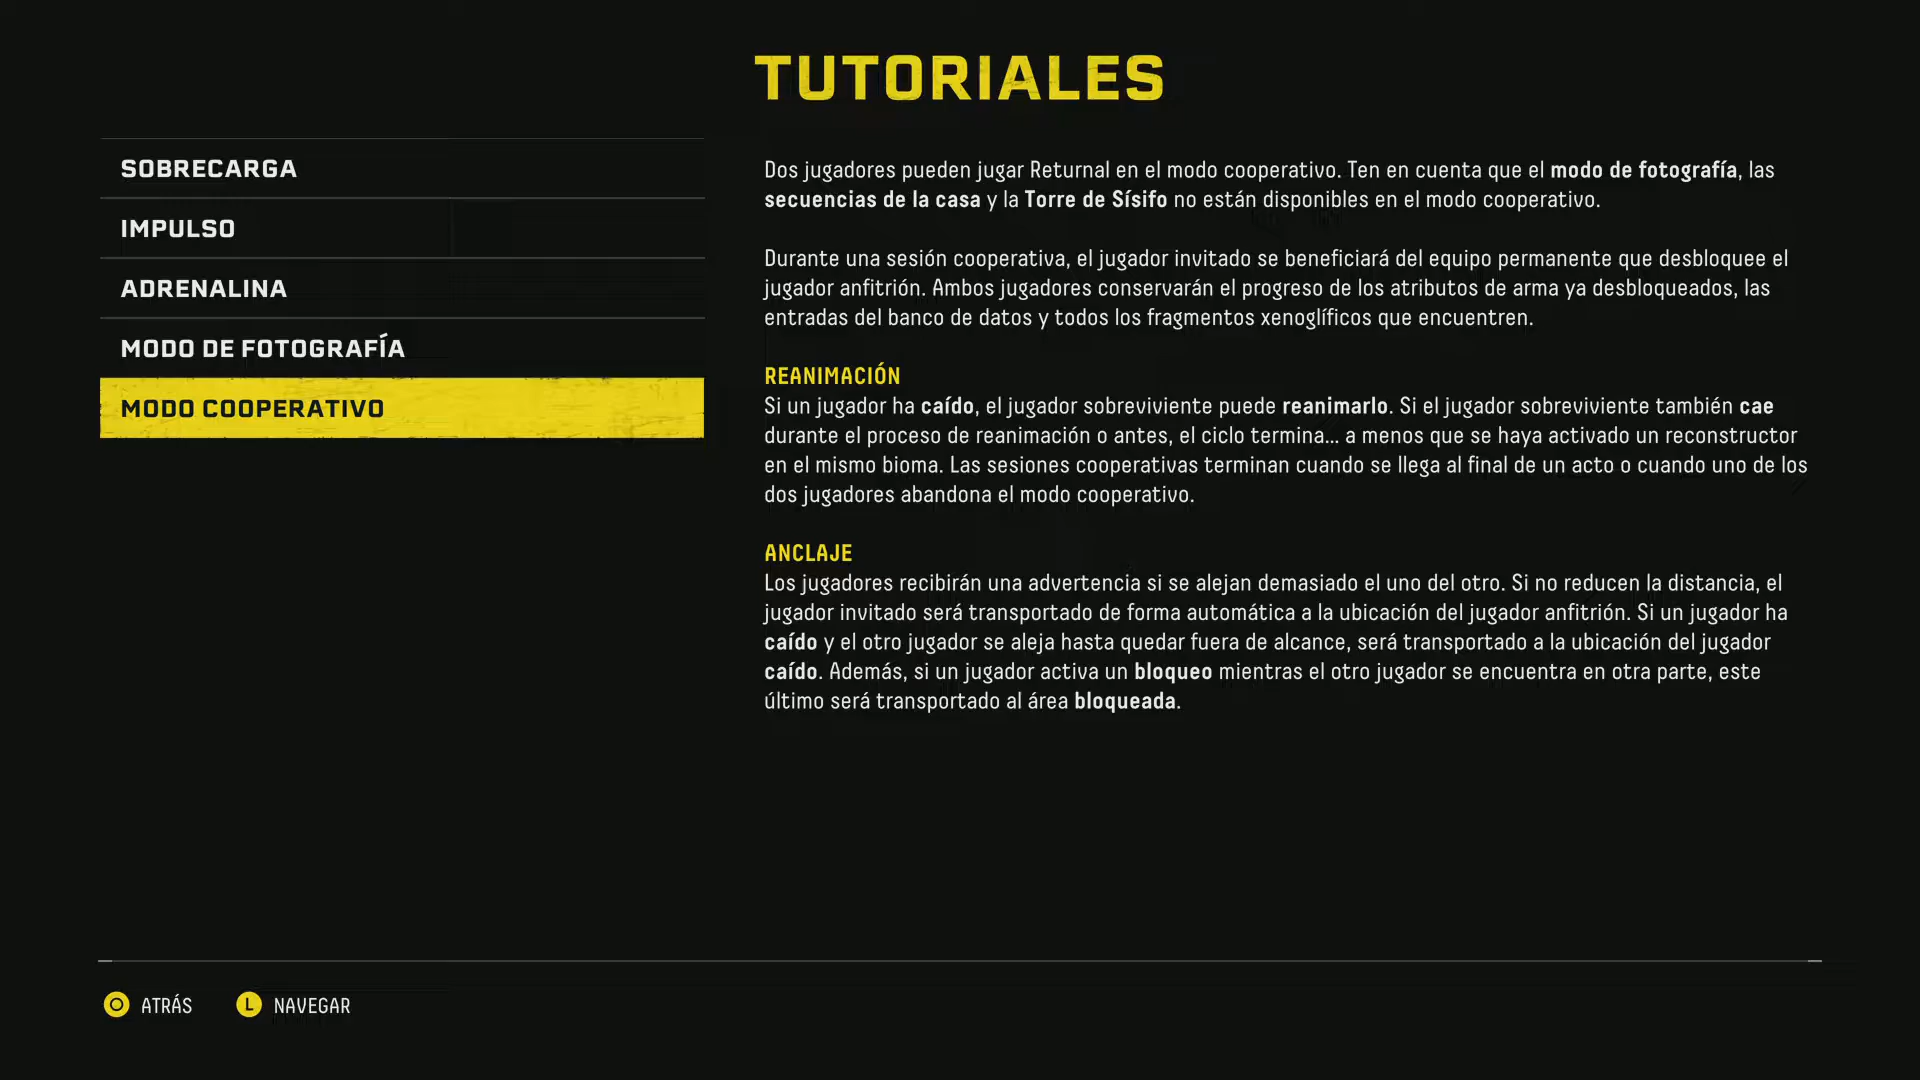 TUTORIALES
SOBRECARGA
IMPULSO
ADRENALINA
MODO DE FOTOGRAFÍA
MODO COOPERATIVO
Dos jugadores pueden jugar Returnal en el modo cooperativo. Ten en cuenta que el modo de fotografía, las
secuencias de la casa y la Torre de Sísifo no están disponibles en el modo cooperativo.
Durante una sesión cooperativa, el jugador invitado se beneficiará del equipo permanente que desbloquee el
jugador anfitrión. Ambos jugadores conservarán el progreso de los atributos de arma ya desbloqueados, las
entradas del banco de datos y todos los fragmentos xenoglíficos que encuentren.
REANIMACIÓN
Si un jugador ha caído, el jugador sobreviviente puede reanimarlo. Si el jugador sobreviviente también cae
durante el proceso de reanimación o antes, el ciclo termina... a menos que se haya activado un reconstructor
en el mismo bioma. Las sesiones cooperativas terminan cuando se llega al final de un acto o cuando uno de los
dos jugadores abandona el modo cooperativo.
ANCLAJE
Los jugadores recibirán una advertencia si se alejan demasiado el uno del otro. Si no reducen la distancia, el
jugador invitado será transportado de forma automática a la ubicación del jugador anfitrión. Si un jugador ha
caído y el otro jugador se aleja hasta quedar fuera de alcance, será transportado a la ubicación del jugador
caído. Además, si un jugador activa un bloqueo mientras el otro jugador se encuentra en otra parte, este
último será transportado al área bloqueada.
ATRÁS
L NAVEGAR